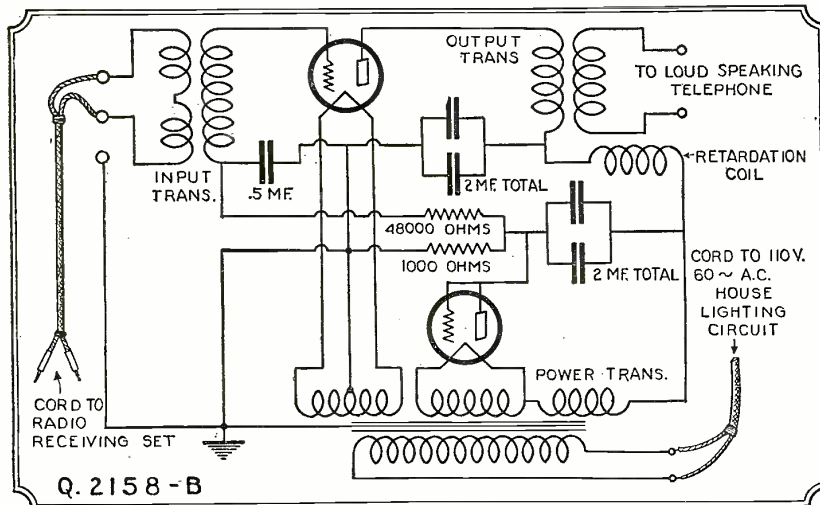 OUTPUT
TRANS
TO LOUD SPEAKING
TELEPHONE
INPUT
TRANS.
.5 MF.
2 MF. TOTAL
RETARDATION
COIL
48000 OHMS
1000 OHMS
2 MF. TOTAL
CORD TO 110 V.
60 ~ A.C.
HOUSE
LIGHTING
CIRCUIT
POWER TRANS.
CORD TO
RADIO
RECEIVING SET
Q. 2158-B